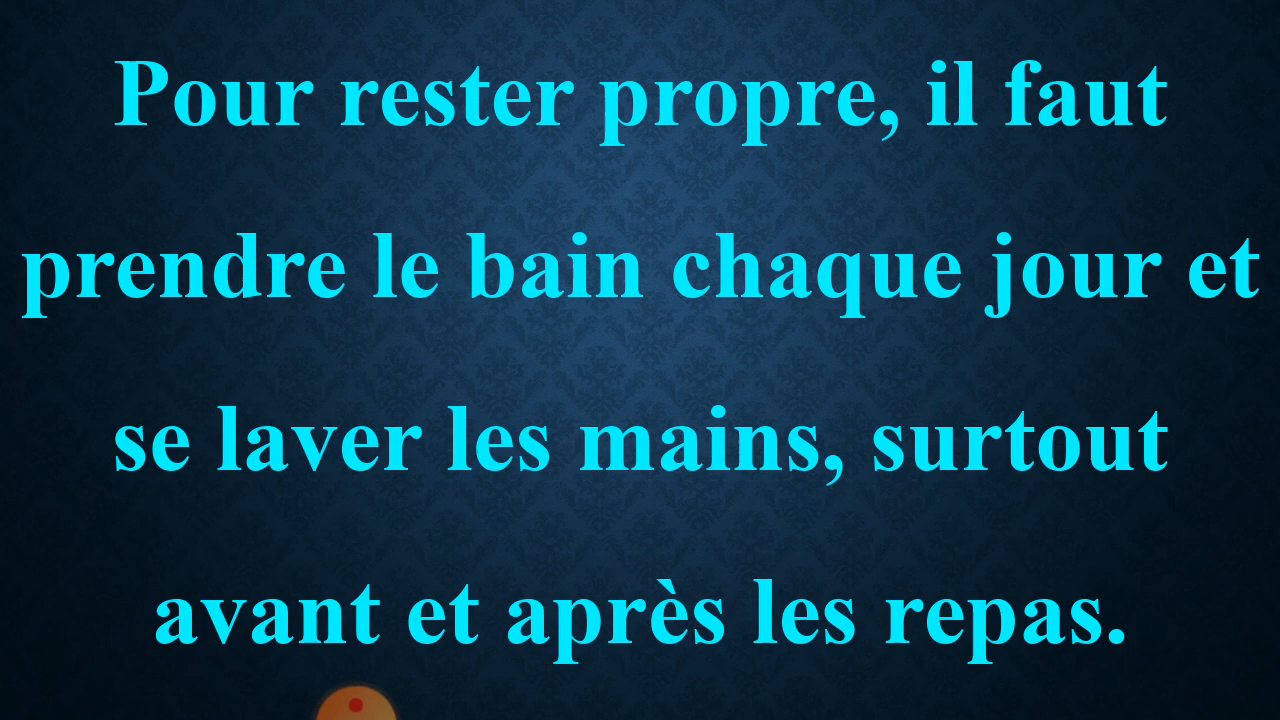 Pour rester propre, il faut
prendre le bain chaque jour et
se laver les mains, surtout
avant et après les repas.